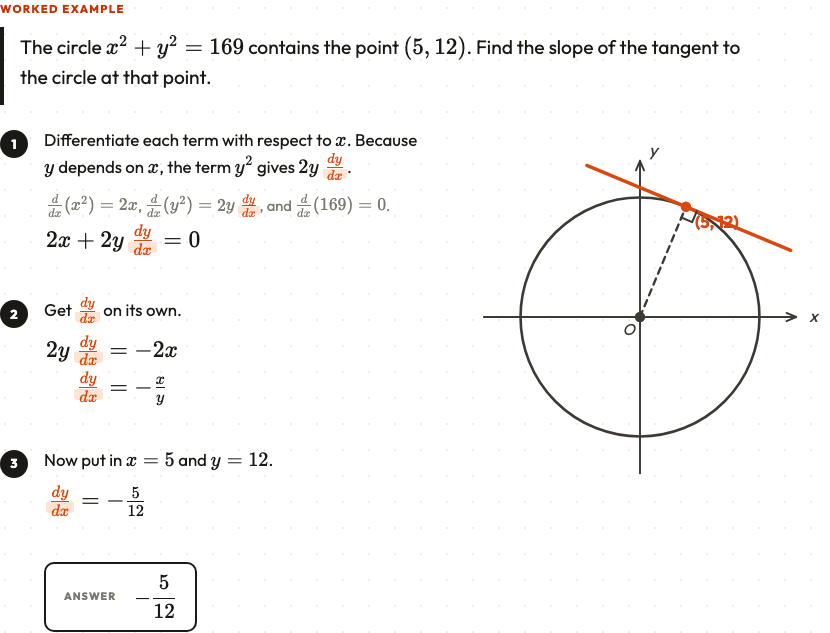 WORKED EXAMPLE
The circle x² + y² = 169 contains the point (5, 12). Find the slope of the tangent to
the circle at that point.
1 Differentiate each term with respect to x. Because
y depends on x, the term y² gives 2y dy/dx.
d/dx(x²) = 2x, d/dx(y²) = 2y dy/dx, and d/dx(169) = 0.
2x + 2y dy/dx = 0
2 Get dy/dx on its own.
2y dy/dx = −2x
dy/dx = −x/y
3 Now put in x = 5 and y = 12.
dy/dx = −5/12
ANSWER −5/12
y
(5, 12)
x
O